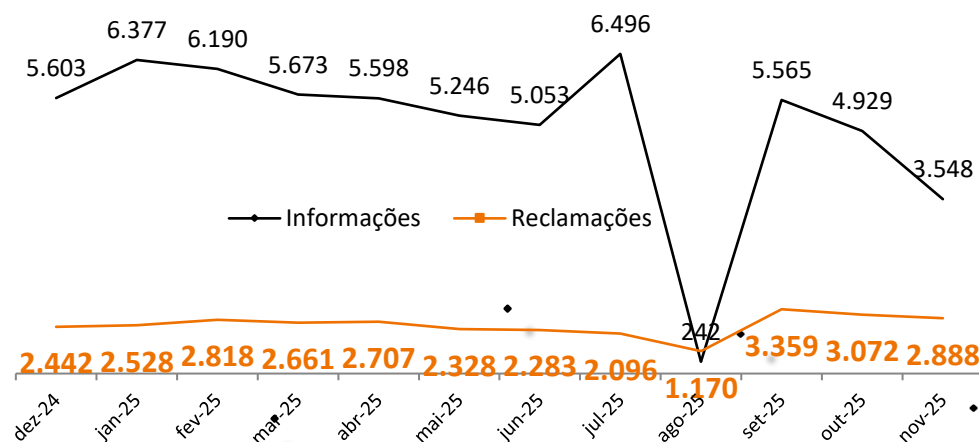 5.603
6.377
6.190
5.673
5.598
5.246
5.053
6.496
242
5.565
4.929
3.548
Informações
Reclamações
2.442
2.528
2.818
2.661
2.707
2.328
2.283
2.096
1.170
3.359
3.072
2.888
dez-24
jan-25
fev-25
mar-25
abr-25
mai-25
jun-25
jul-25
ago-25
set-25
out-25
nov-25